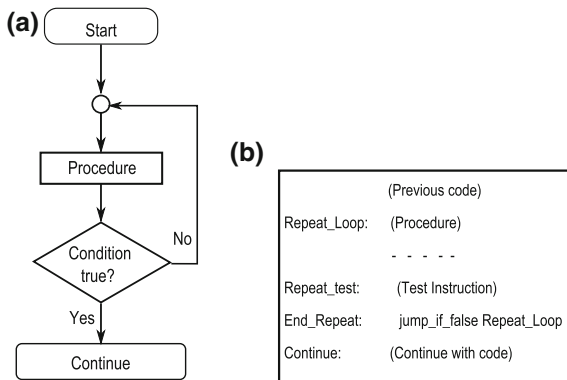 (a)
Start
Procedure
Condition
true?
No
Yes
Continue
(b)
(Previous code)
Repeat_Loop: (Procedure)
- - - - -
Repeat_test: (Test Instruction)
End_Repeat: jump_if_false Repeat_Loop
Continue: (Continue with code)